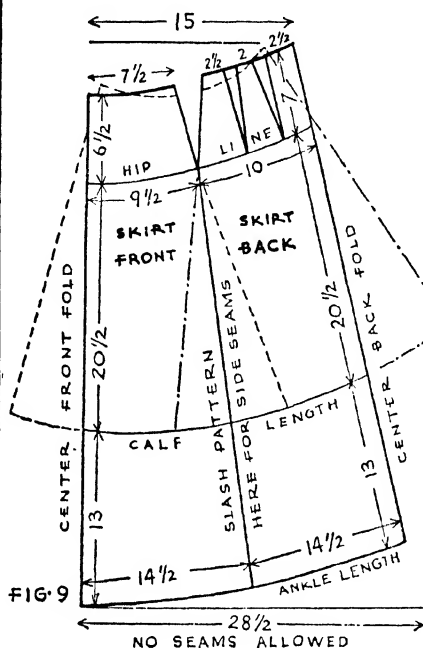 15
7½
2½ 2 2½
6½
7
HIP LINE
9½
10
SKIRT FRONT
SKIRT BACK
CENTER FRONT FOLD
20½
SLASH PATTERN
HERE FOR SIDE SEAMS
20½
CENTER BACK FOLD
CALF LENGTH
13
13
14½
14½
ANKLE LENGTH
FIG·9
28½
NO SEAMS ALLOWED